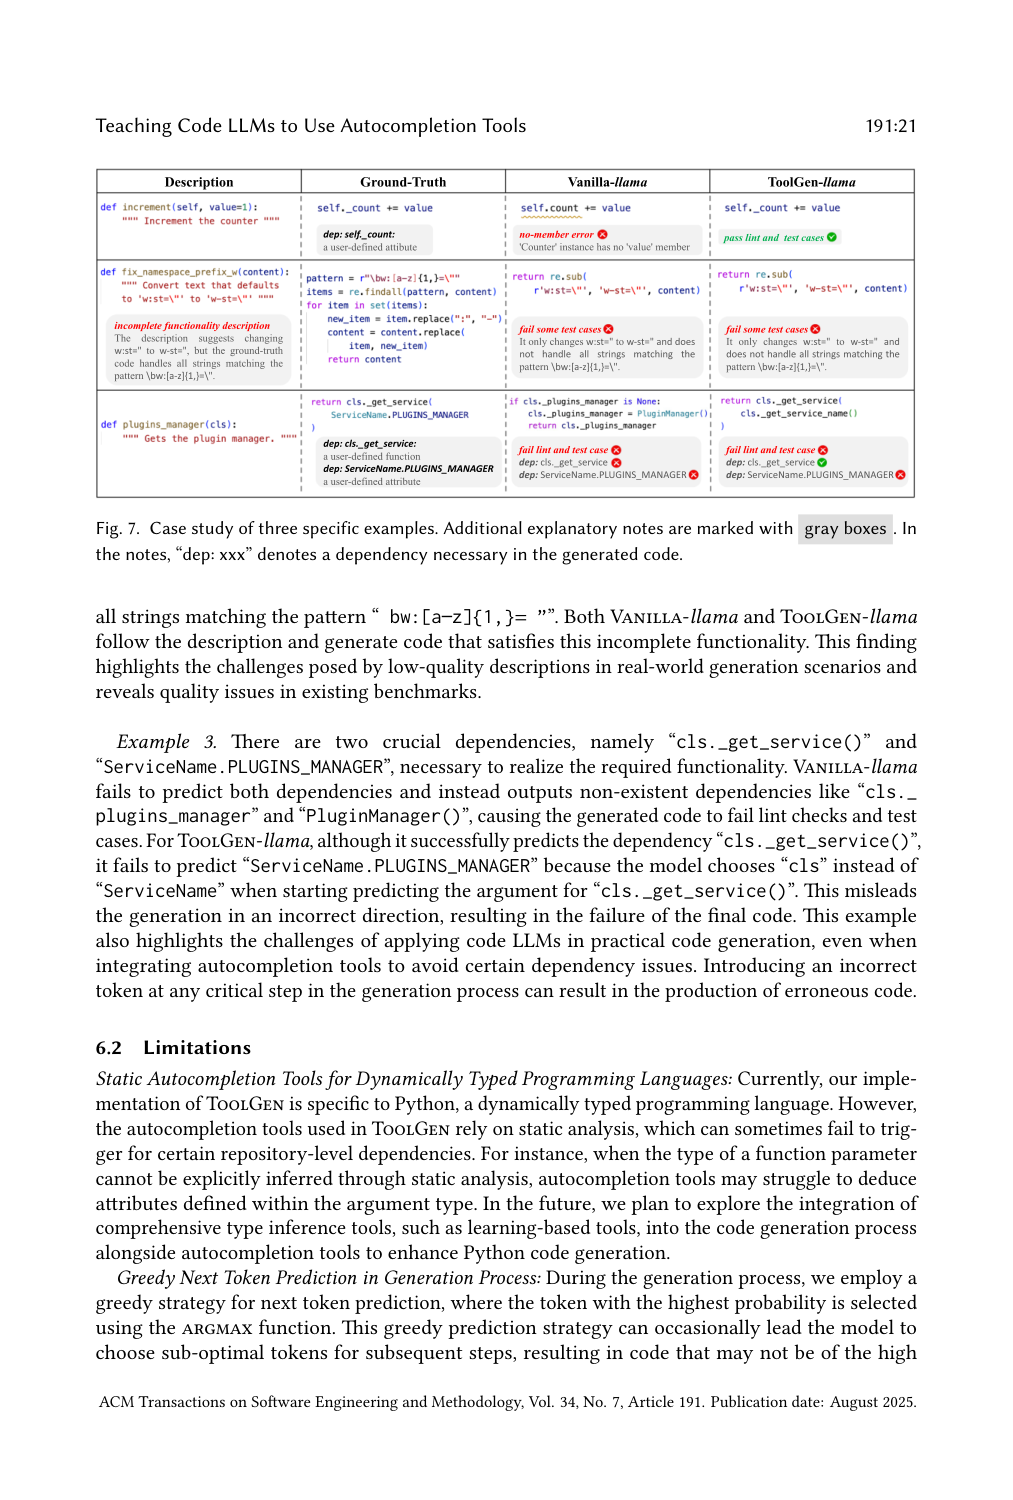 Teaching Code LLMs to Use Autocompletion Tools 191:21
Description Ground-Truth Vanilla-llama ToolGen-llama
def increment(self, value=1):
""" Increment the counter """
self._count += value
dep: self._count:
a user-defined attibute
self.count += value
no-member error
'Counter' instance has no 'value' member
self._count += value
pass lint and test cases
def fix_namespace_prefix_w(content):
""" Convert text that defaults
to 'w:st=\"' to 'w-st=\"' """
incomplete functionality description
The description suggests changing
w:st=" to w-st=", but the ground-truth
code handles all strings matching the
pattern \bw:[a-z]{1,}=\".
pattern = r"\bw:[a-z]{1,}=\""
items = re.findall(pattern, content)
for item in set(items):
new_item = item.replace(":", "-")
content = content.replace(
item, new_item)
return content
return re.sub(
r'w:st=\"', 'w-st=\"', content)
fail some test cases
It only changes w:st=" to w-st=" and does
not handle all strings matching the
pattern \bw:[a-z]{1,}=\".
return re.sub(
r'w:st=\"', 'w-st=\"', content)
fail some test cases
It only changes w:st=" to w-st=" and
does not handle all strings matching the
pattern \bw:[a-z]{1,}=\".
def plugins_manager(cls):
""" Gets the plugin manager. """
return cls._get_service(
ServiceName.PLUGINS_MANAGER
)
dep: cls._get_service:
a user-defined function
dep: ServiceName.PLUGINS_MANAGER
a user-defined attribute
if cls._plugins_manager is None:
cls._plugins_manager = PluginManager()
return cls._plugins_manager
fail lint and test case
dep: cls._get_service
dep: ServiceName.PLUGINS_MANAGER
return cls._get_service(
cls._get_service_name()
)
fail lint and test case
dep: cls._get_service
dep: ServiceName.PLUGINS_MANAGER
Fig. 7. Case study of three specific examples. Additional explanatory notes are marked with gray boxes . In
the notes, “dep: xxx” denotes a dependency necessary in the generated code.
all strings matching the pattern “ bw:[a–z]{1,}= ””. Both Vanilla-llama and ToolGen-llama
follow the description and generate code that satisfies this incomplete functionality. This finding
highlights the challenges posed by low-quality descriptions in real-world generation scenarios and
reveals quality issues in existing benchmarks.
Example 3. There are two crucial dependencies, namely “cls._get_service()” and
“ServiceName.PLUGINS_MANAGER”, necessary to realize the required functionality. Vanilla-llama
fails to predict both dependencies and instead outputs non-existent dependencies like “cls._
plugins_manager” and “PluginManager()”, causing the generated code to fail lint checks and test
cases. For ToolGen-llama, although it successfully predicts the dependency “cls._get_service()”,
it fails to predict “ServiceName.PLUGINS_MANAGER” because the model chooses “cls” instead of
“ServiceName” when starting predicting the argument for “cls._get_service()”. This misleads
the generation in an incorrect direction, resulting in the failure of the final code. This example
also highlights the challenges of applying code LLMs in practical code generation, even when
integrating autocompletion tools to avoid certain dependency issues. Introducing an incorrect
token at any critical step in the generation process can result in the production of erroneous code.
6.2 Limitations
Static Autocompletion Tools for Dynamically Typed Programming Languages: Currently, our imple-
mentation of ToolGen is specific to Python, a dynamically typed programming language. However,
the autocompletion tools used in ToolGen rely on static analysis, which can sometimes fail to trig-
ger for certain repository-level dependencies. For instance, when the type of a function parameter
cannot be explicitly inferred through static analysis, autocompletion tools may struggle to deduce
attributes defined within the argument type. In the future, we plan to explore the integration of
comprehensive type inference tools, such as learning-based tools, into the code generation process
alongside autocompletion tools to enhance Python code generation.
Greedy Next Token Prediction in Generation Process: During the generation process, we employ a
greedy strategy for next token prediction, where the token with the highest probability is selected
using the argmax function. This greedy prediction strategy can occasionally lead the model to
choose sub-optimal tokens for subsequent steps, resulting in code that may not be of the high
ACM Transactions on Software Engineering and Methodology, Vol. 34, No. 7, Article 191. Publication date: August 2025.